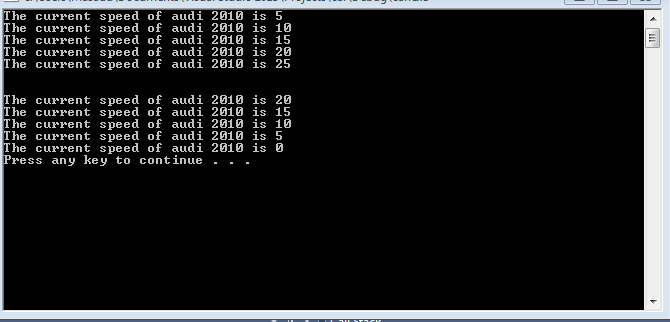 The current speed of audi 2010 is 5
The current speed of audi 2010 is 10
The current speed of audi 2010 is 15
The current speed of audi 2010 is 20
The current speed of audi 2010 is 25
The current speed of audi 2010 is 20
The current speed of audi 2010 is 15
The current speed of audi 2010 is 10
The current speed of audi 2010 is 5
The current speed of audi 2010 is 0
Press any key to continue . . .